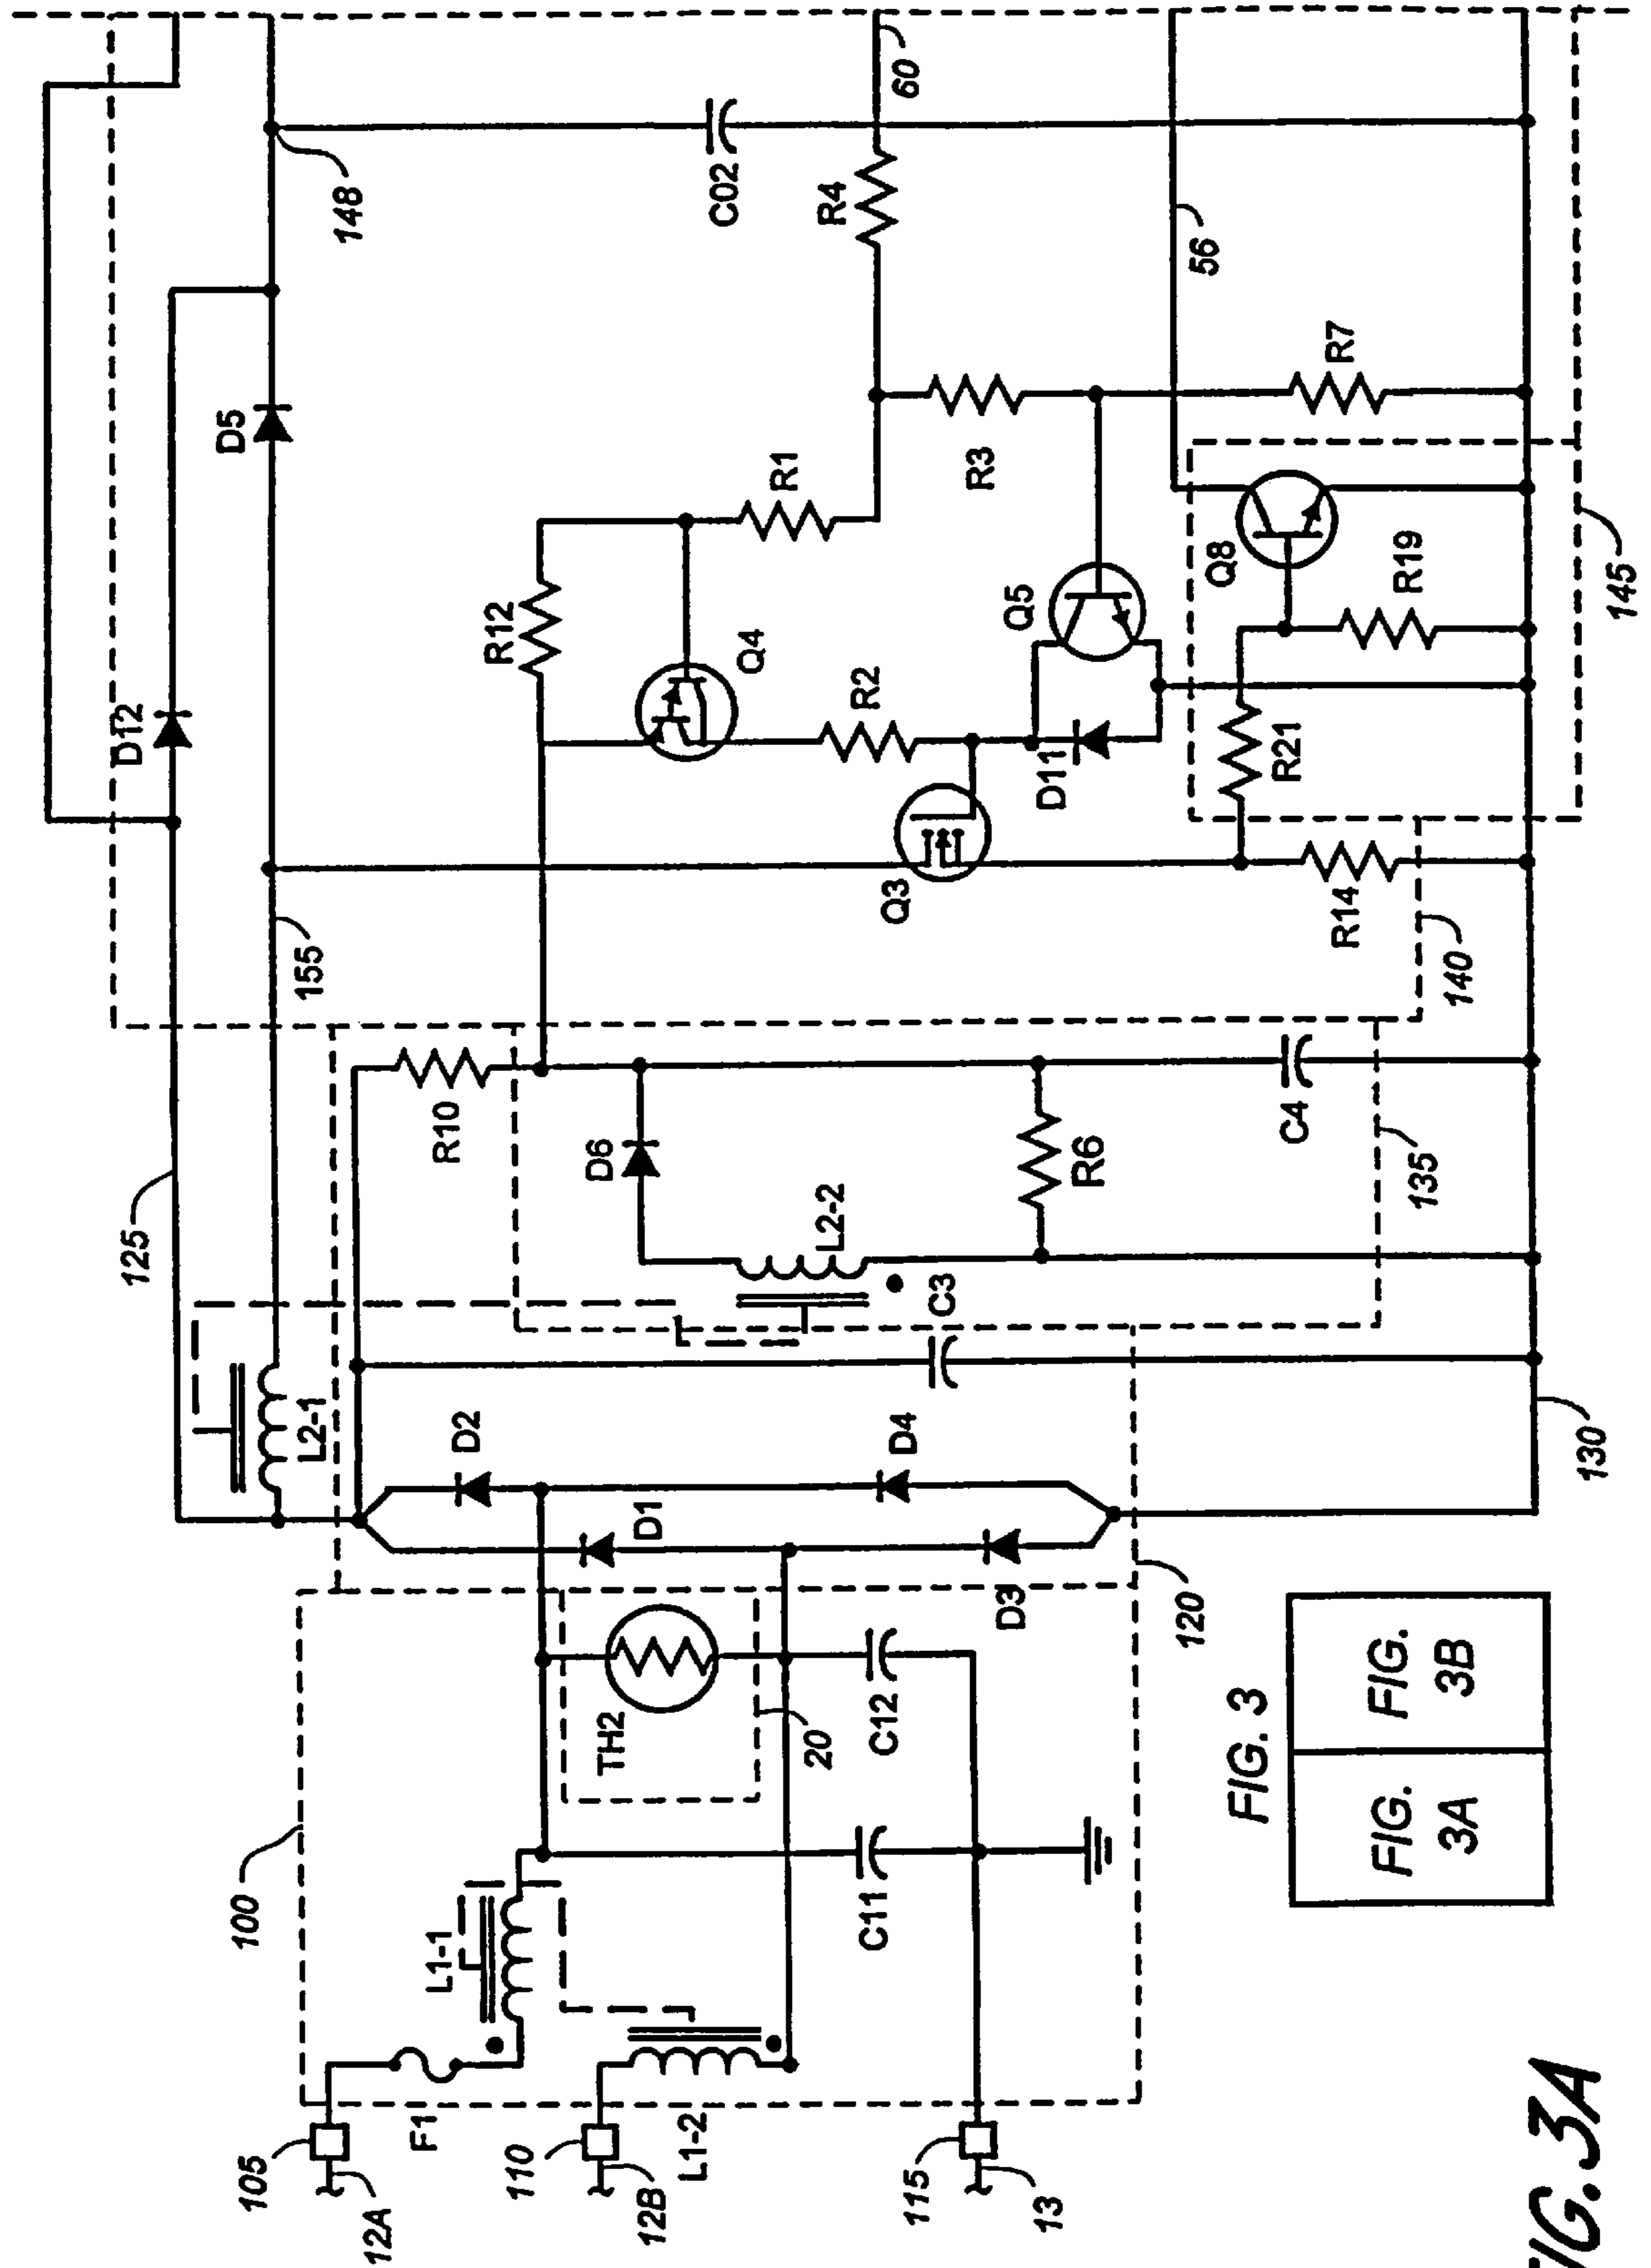 105
12A
110
12B
115
13
F1
L1-2
100
L1-1
C11
TH2
20
C12
D3
120
D1
D2
D4
125
L2-1
C3
L2-2
D6
R6
C4
135
130
R10
155
140
R14
Q3
D12
R12
Q4
R2
D11
R21
Q5
Q8
R19
145
D5
R1
R3
R7
148
C02
R4
60
56
FIG. 3
FIG.
3A
FIG.
3B
FIG. 3A